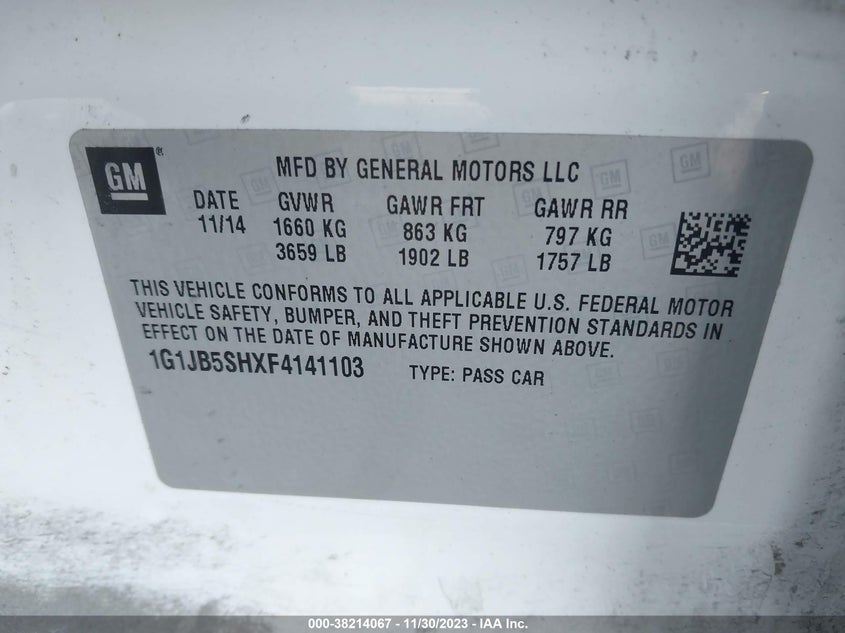 GM®
MFD BY GENERAL MOTORS LLC
DATE GVWR GAWR FRT GAWR RR
11/14 1660 KG 863 KG 797 KG
3659 LB 1902 LB 1757 LB
THIS VEHICLE CONFORMS TO ALL APPLICABLE U.S. FEDERAL MOTOR
VEHICLE SAFETY, BUMPER, AND THEFT PREVENTION STANDARDS IN
EFFECT ON THE DATE OF MANUFACTURE SHOWN ABOVE.
1G1JB5SHXF4141103 TYPE: PASS CAR
000-38214067 - 11/30/2023 - IAA Inc.